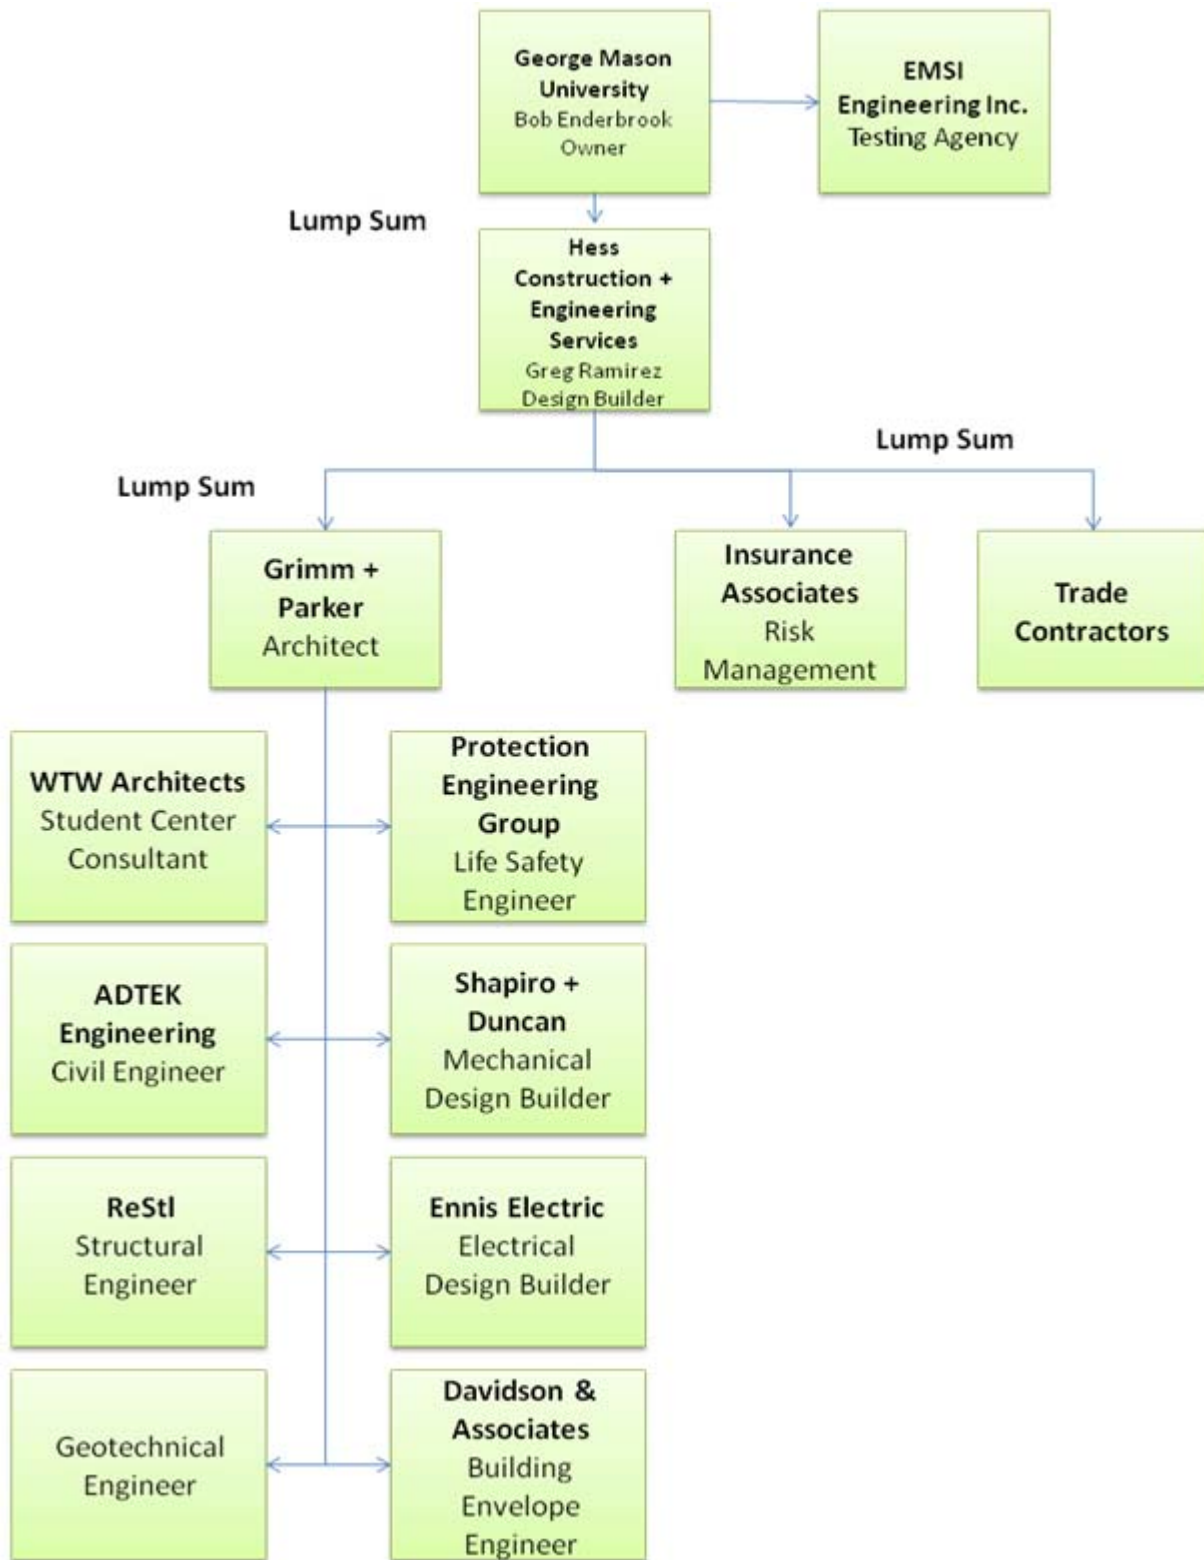 George Mason
University
Bob Enderbrook
Owner
EMSI
Engineering Inc.
Testing Agency
Lump Sum
Hess
Construction +
Engineering
Services
Greg Ramirez
Design Builder
Lump Sum
Lump Sum
Grimm +
Parker
Architect
Insurance
Associates
Risk
Management
Trade
Contractors
WTW Architects
Student Center
Consultant
Protection
Engineering
Group
Life Safety
Engineer
ADTEK
Engineering
Civil Engineer
Shapiro +
Duncan
Mechanical
Design Builder
ReStl
Structural
Engineer
Ennis Electric
Electrical
Design Builder
Geotechnical
Engineer
Davidson &
Associates
Building
Envelope
Engineer